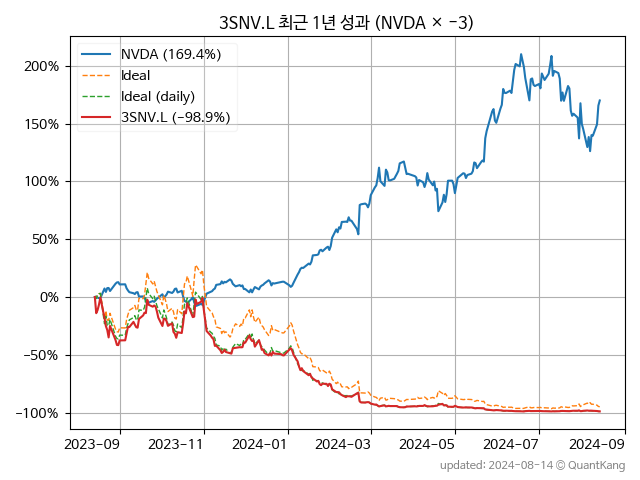 3SNV.L 최근 1년 성과 (NVDA × −3)
NVDA (169.4%)
Ideal
Ideal (daily)
3SNV.L (−98.9%)
200%
150%
100%
50%
0%
−50%
−100%
2023-09 2023-11 2024-01 2024-03 2024-05 2024-07 2024-09
updated: 2024-08-14 © QuantKang